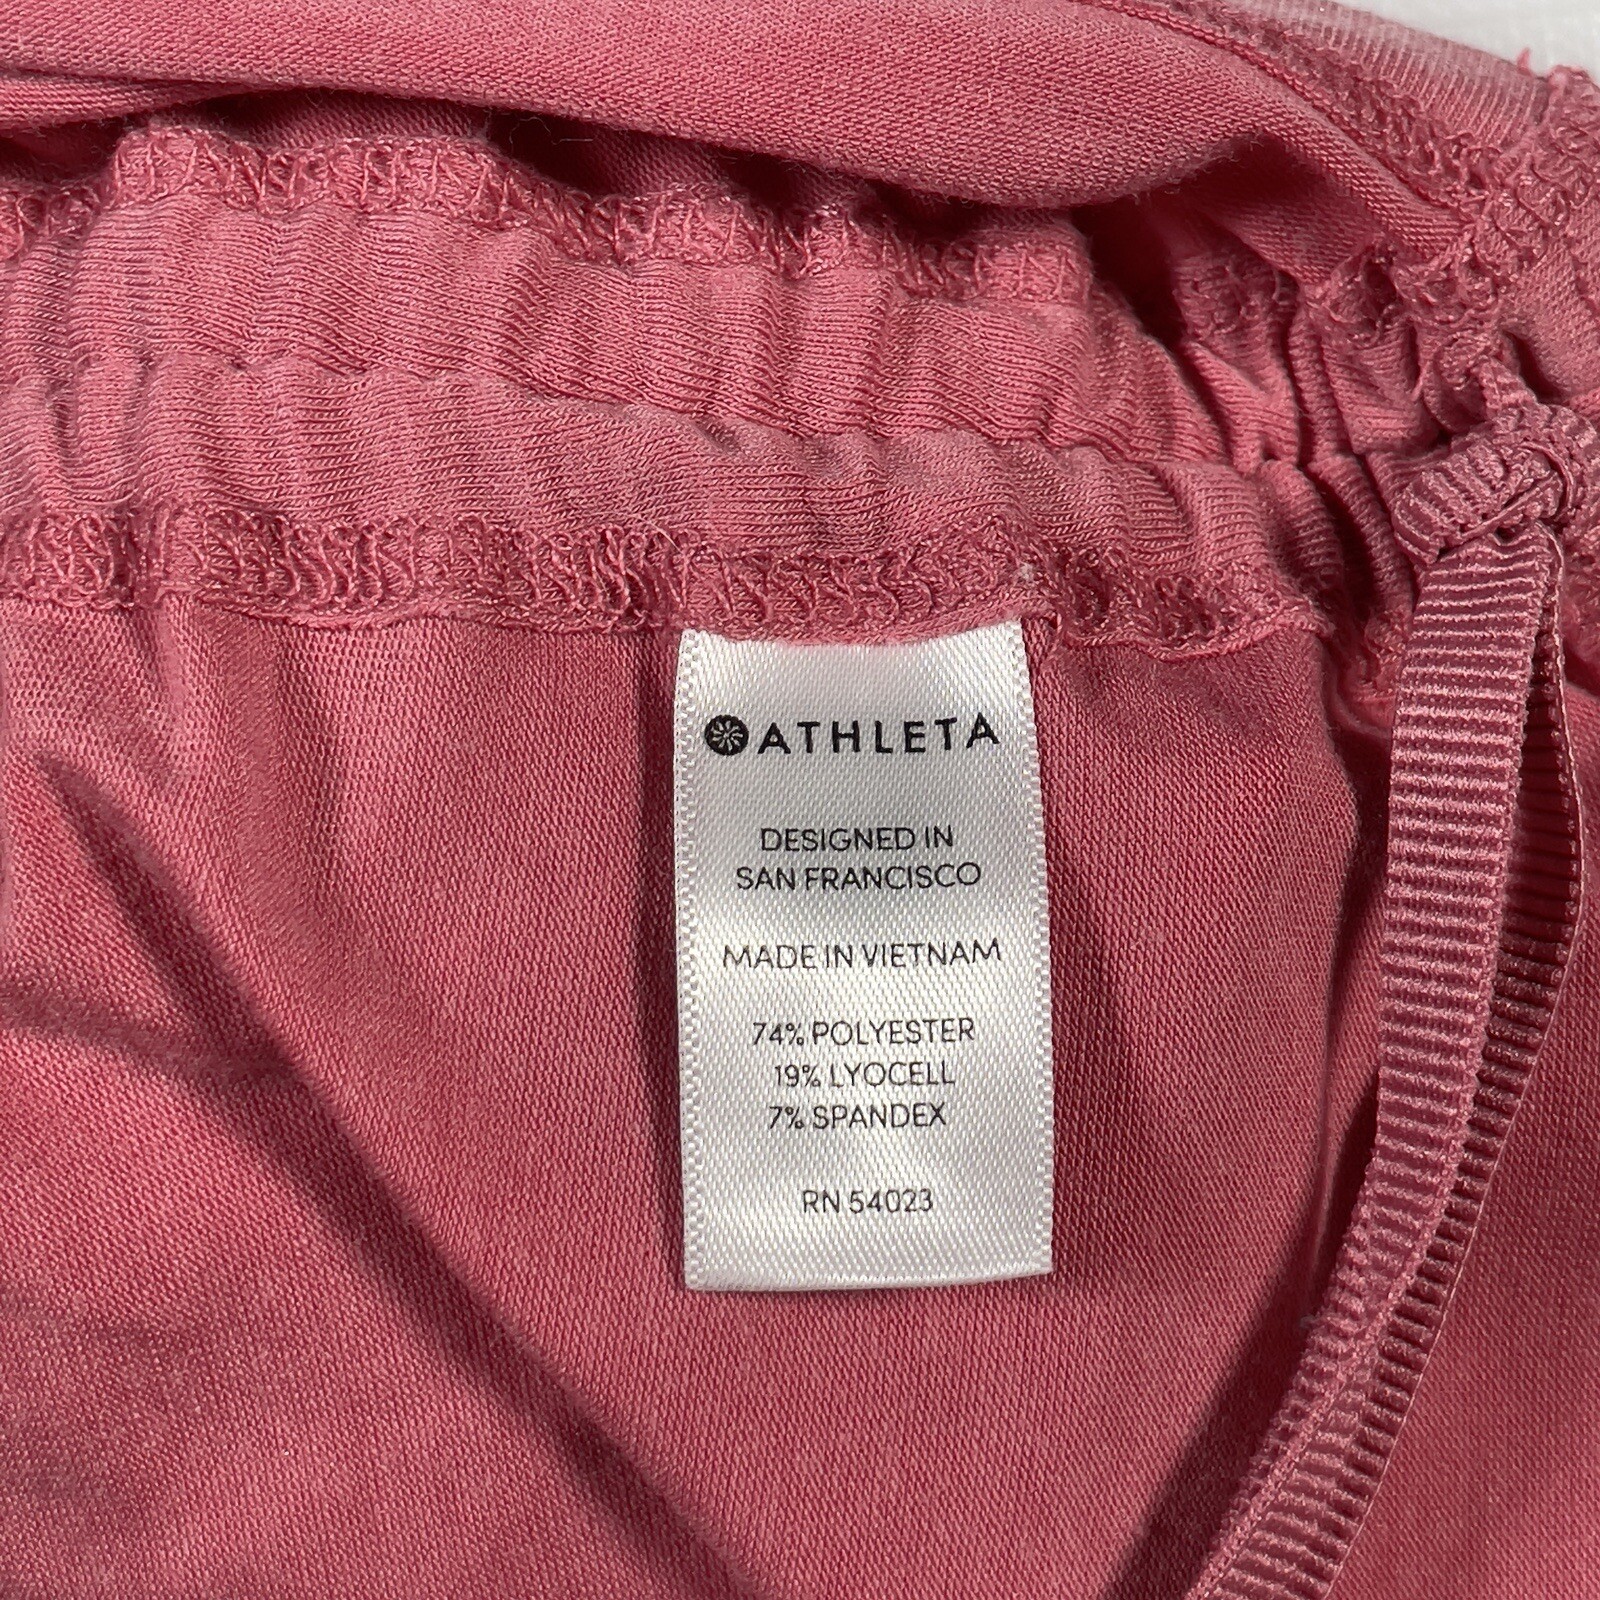 ATHLETA
DESIGNED IN
SAN FRANCISCO
MADE IN VIETNAM
74% POLYESTER
19% LYOCELL
7% SPANDEX
RN 54023